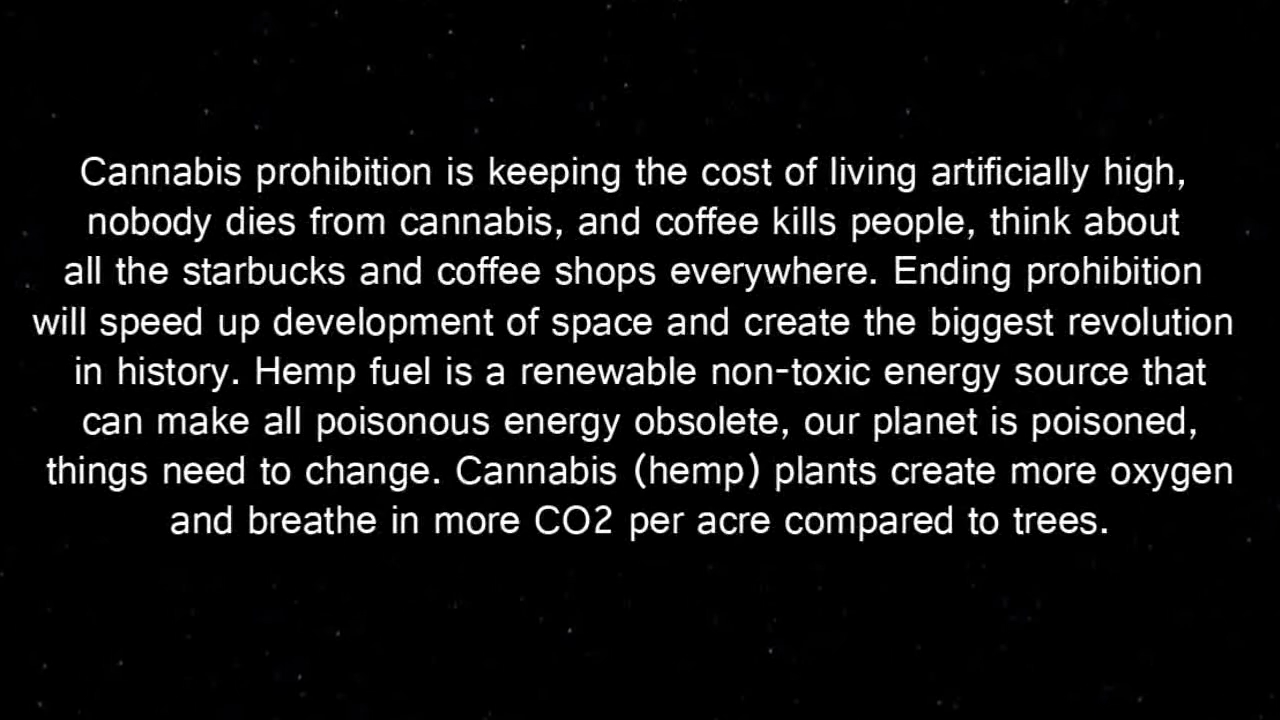 Cannabis prohibition is keeping the cost of living artificially high,
nobody dies from cannabis, and coffee kills people, think about
all the starbucks and coffee shops everywhere. Ending prohibition
will speed up development of space and create the biggest revolution
in history. Hemp fuel is a renewable non-toxic energy source that
can make all poisonous energy obsolete, our planet is poisoned,
things need to change. Cannabis (hemp) plants create more oxygen
and breathe in more CO2 per acre compared to trees.